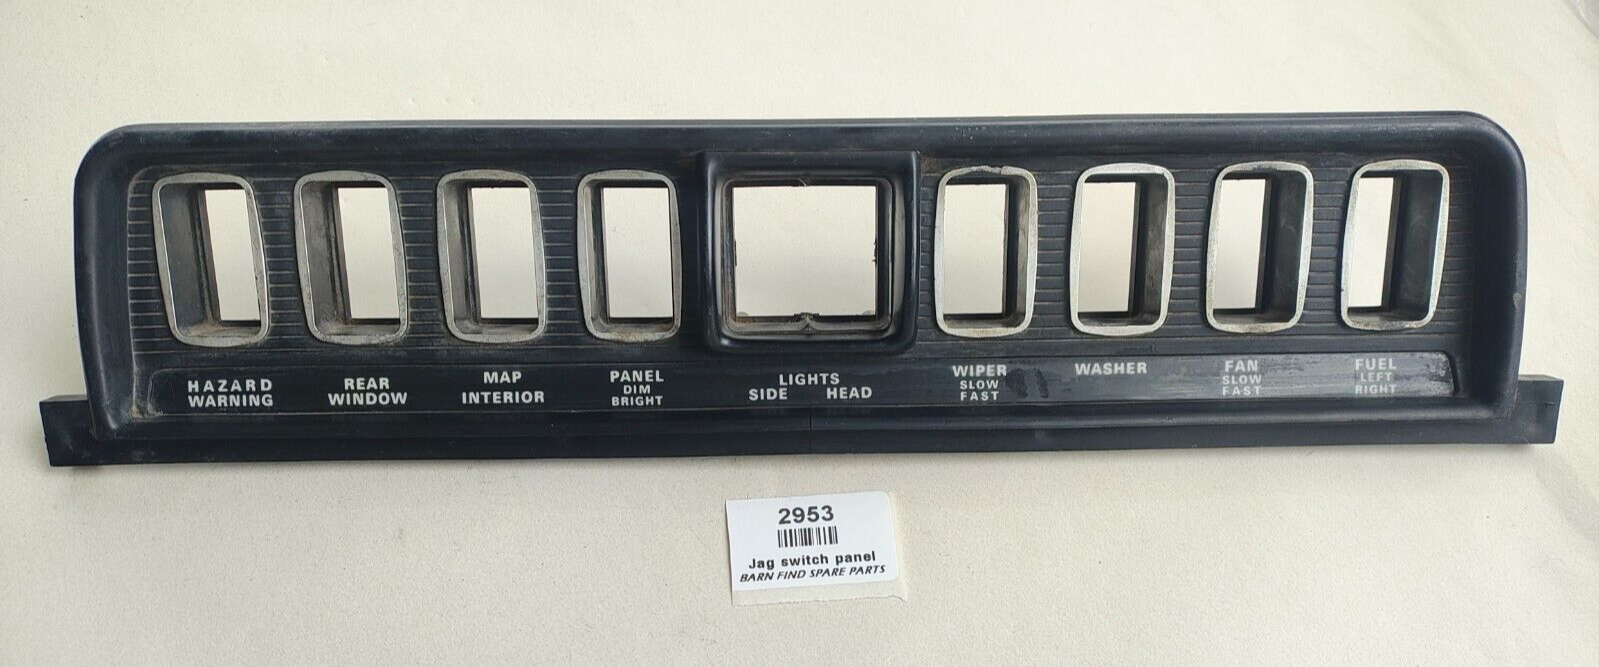 HAZARD
WARNING
REAR
WINDOW
MAP
INTERIOR
PANEL
DIM
BRIGHT
LIGHTS
SIDE HEAD
WIPER
SLOW
FAST
WASHER
FAN
SLOW
FAST
FUEL
LEFT
RIGHT
2953
Jag switch panel
BARN FIND SPARE PARTS